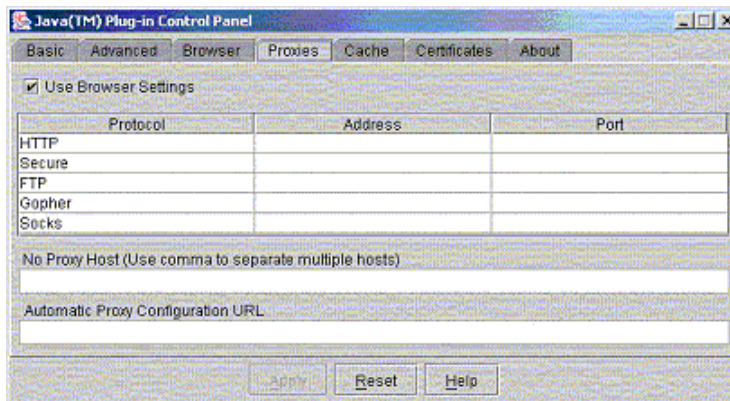 Java(TM) Plug-in Control Panel
Basic Advanced Browser Proxies Cache Certificates About
Use Browser Settings
Protocol Address Port
HTTP
Secure
FTP
Gopher
Socks
No Proxy Host (Use comma to separate multiple hosts)
Automatic Proxy Configuration URL
Apply Reset Help